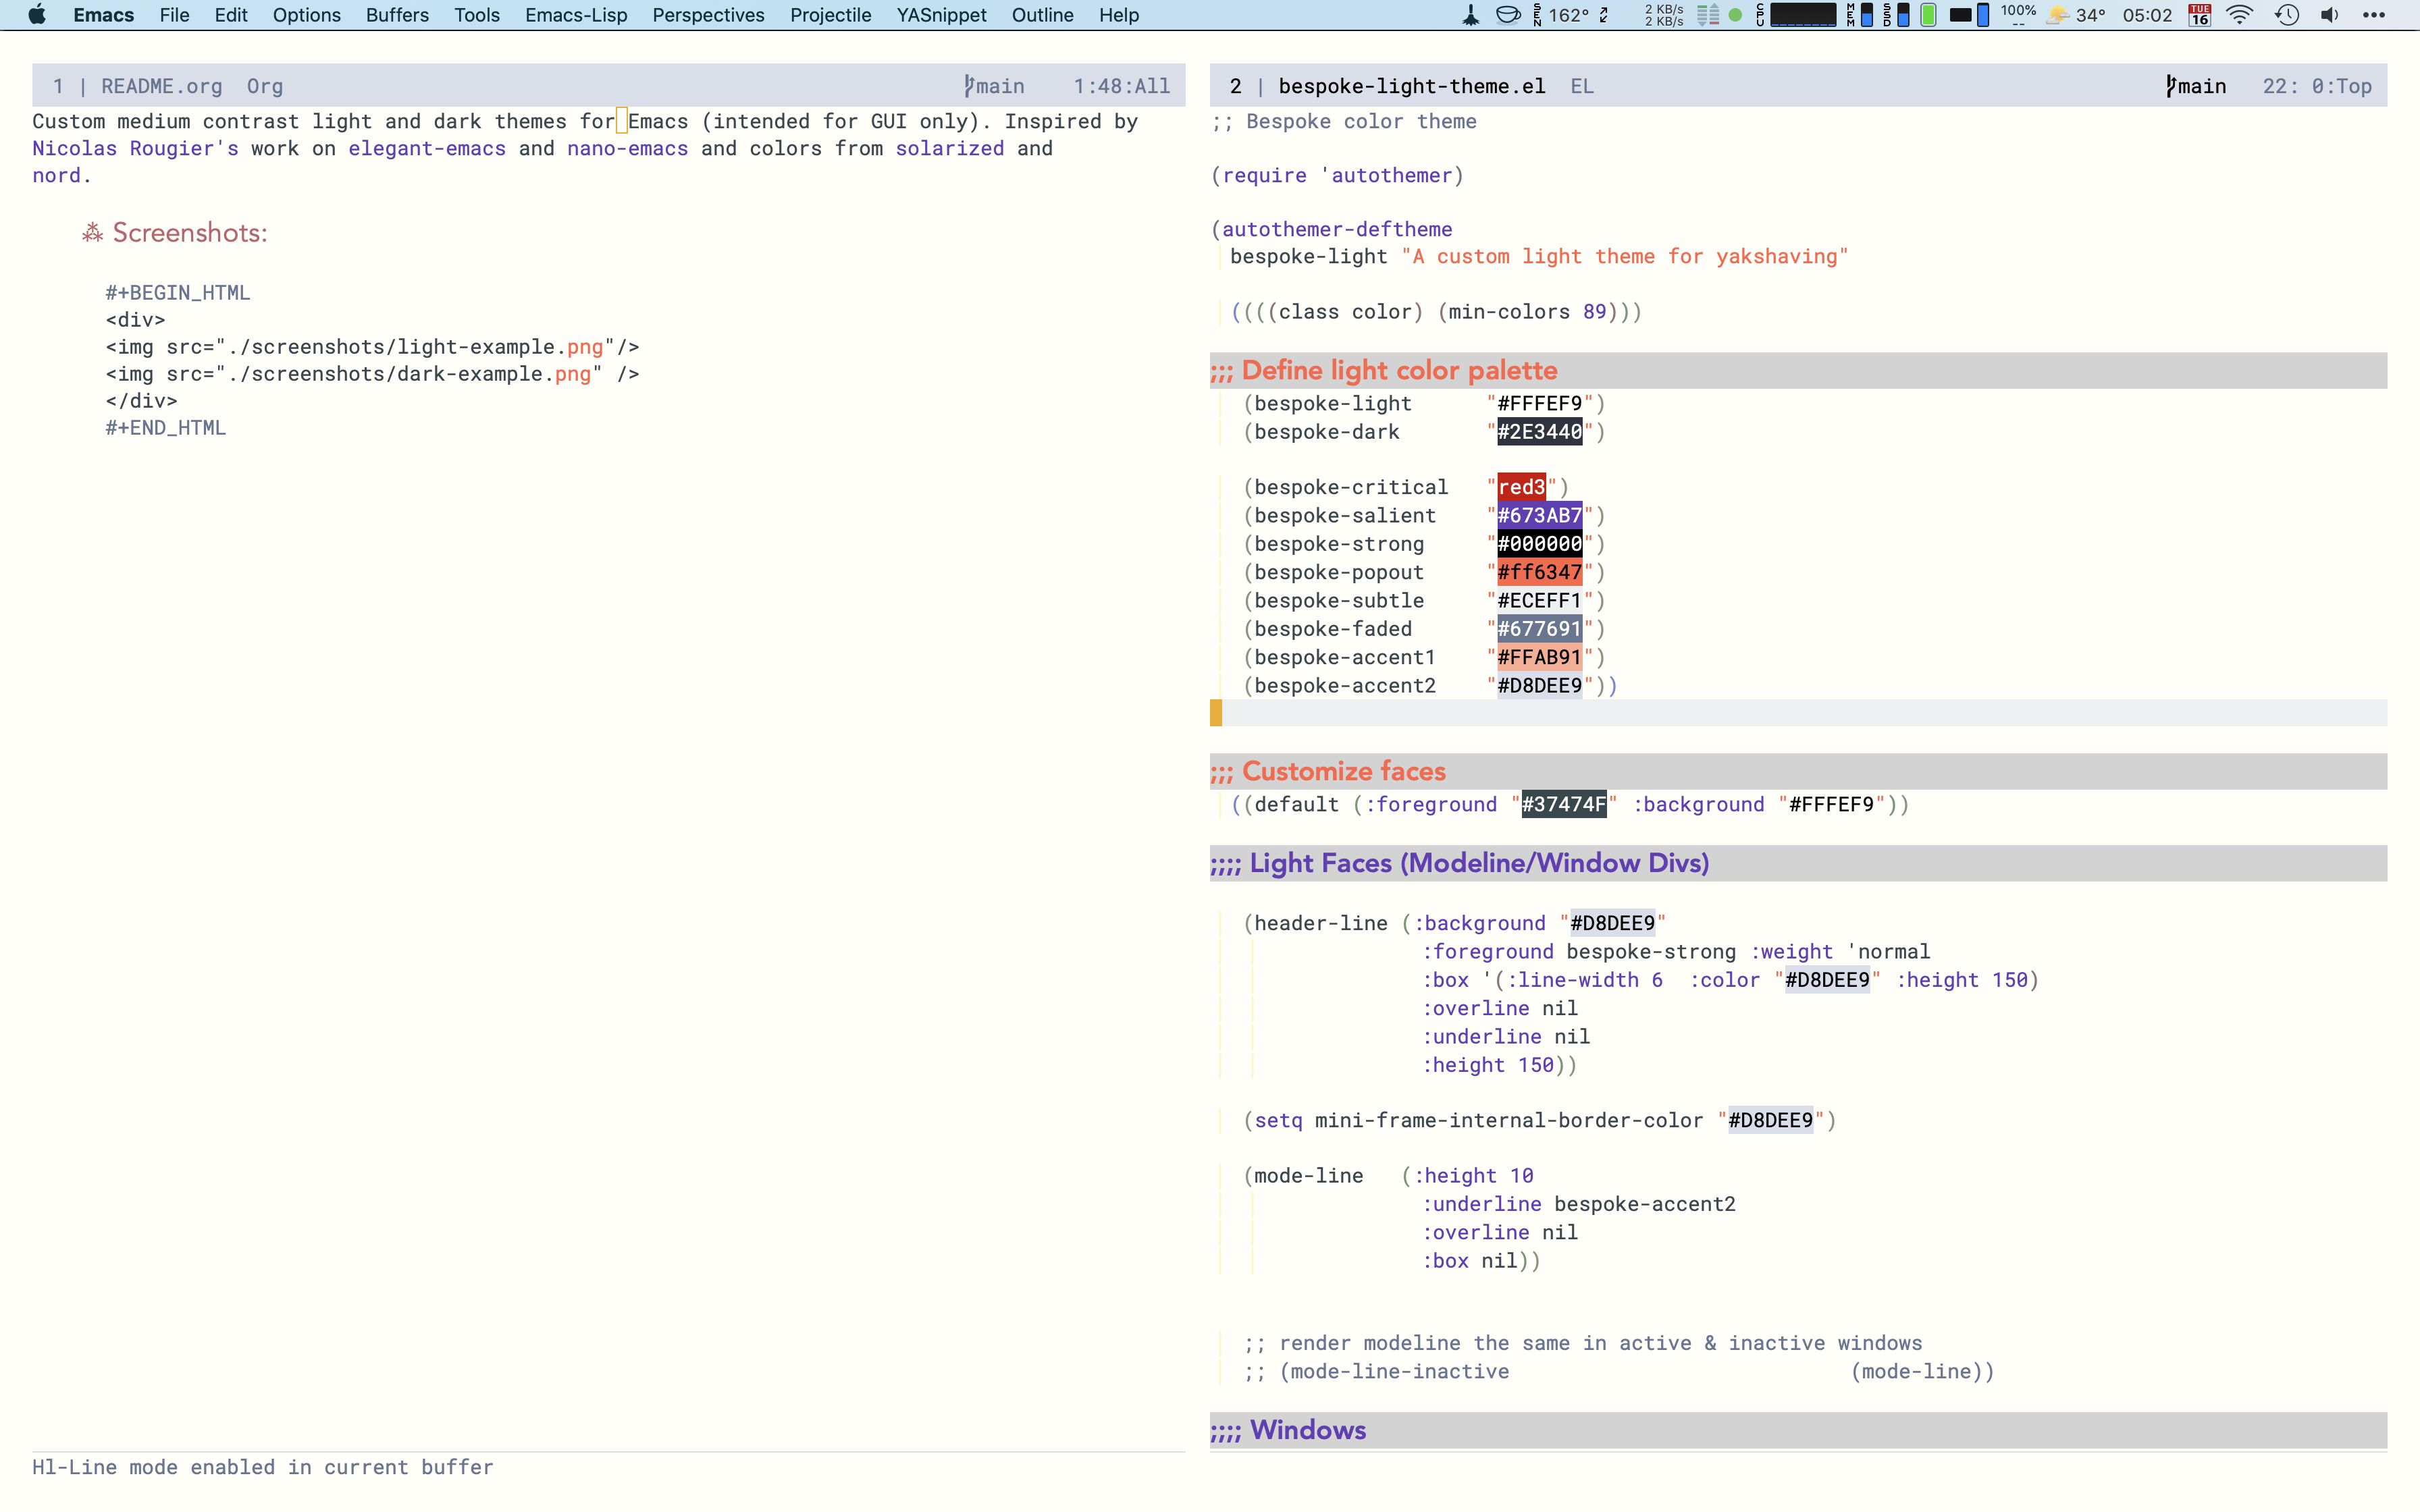 Emacs File Edit Options Buffers Tools Emacs-Lisp Perspectives Projectile YASnippet Outline Help SEN 162° 2 KB/s 2 KB/s CPU MEM SSD 100% -- 34° 05:02 TUE 16
1 | README.org Org main 1:48:All
Custom medium contrast light and dark themes for Emacs (intended for GUI only). Inspired by
Nicolas Rougier's work on elegant-emacs and nano-emacs and colors from solarized and
nord.
⁂ Screenshots:
#+BEGIN_HTML
<div>
<img src="./screenshots/light-example.png"/>
<img src="./screenshots/dark-example.png" />
</div>
#+END_HTML
Hl-Line mode enabled in current buffer
2 | bespoke-light-theme.el EL main 22: 0:Top
;; Bespoke color theme
(require 'autothemer)
(autothemer-deftheme
bespoke-light "A custom light theme for yakshaving"
((((class color) (min-colors 89)))
;;; Define light color palette
(bespoke-light "#FFFEF9")
(bespoke-dark "#2E3440")
(bespoke-critical "red3")
(bespoke-salient "#673AB7")
(bespoke-strong "#000000")
(bespoke-popout "#ff6347")
(bespoke-subtle "#ECEFF1")
(bespoke-faded "#677691")
(bespoke-accent1 "#FFAB91")
(bespoke-accent2 "#D8DEE9"))
;;; Customize faces
((default (:foreground "#37474F" :background "#FFFEF9"))
;;;; Light Faces (Modeline/Window Divs)
(header-line (:background "#D8DEE9"
:foreground bespoke-strong :weight 'normal
:box '(:line-width 6 :color "#D8DEE9" :height 150)
:overline nil
:underline nil
:height 150))
(setq mini-frame-internal-border-color "#D8DEE9")
(mode-line (:height 10
:underline bespoke-accent2
:overline nil
:box nil))
;; render modeline the same in active & inactive windows
;; (mode-line-inactive (mode-line))
;;;; Windows